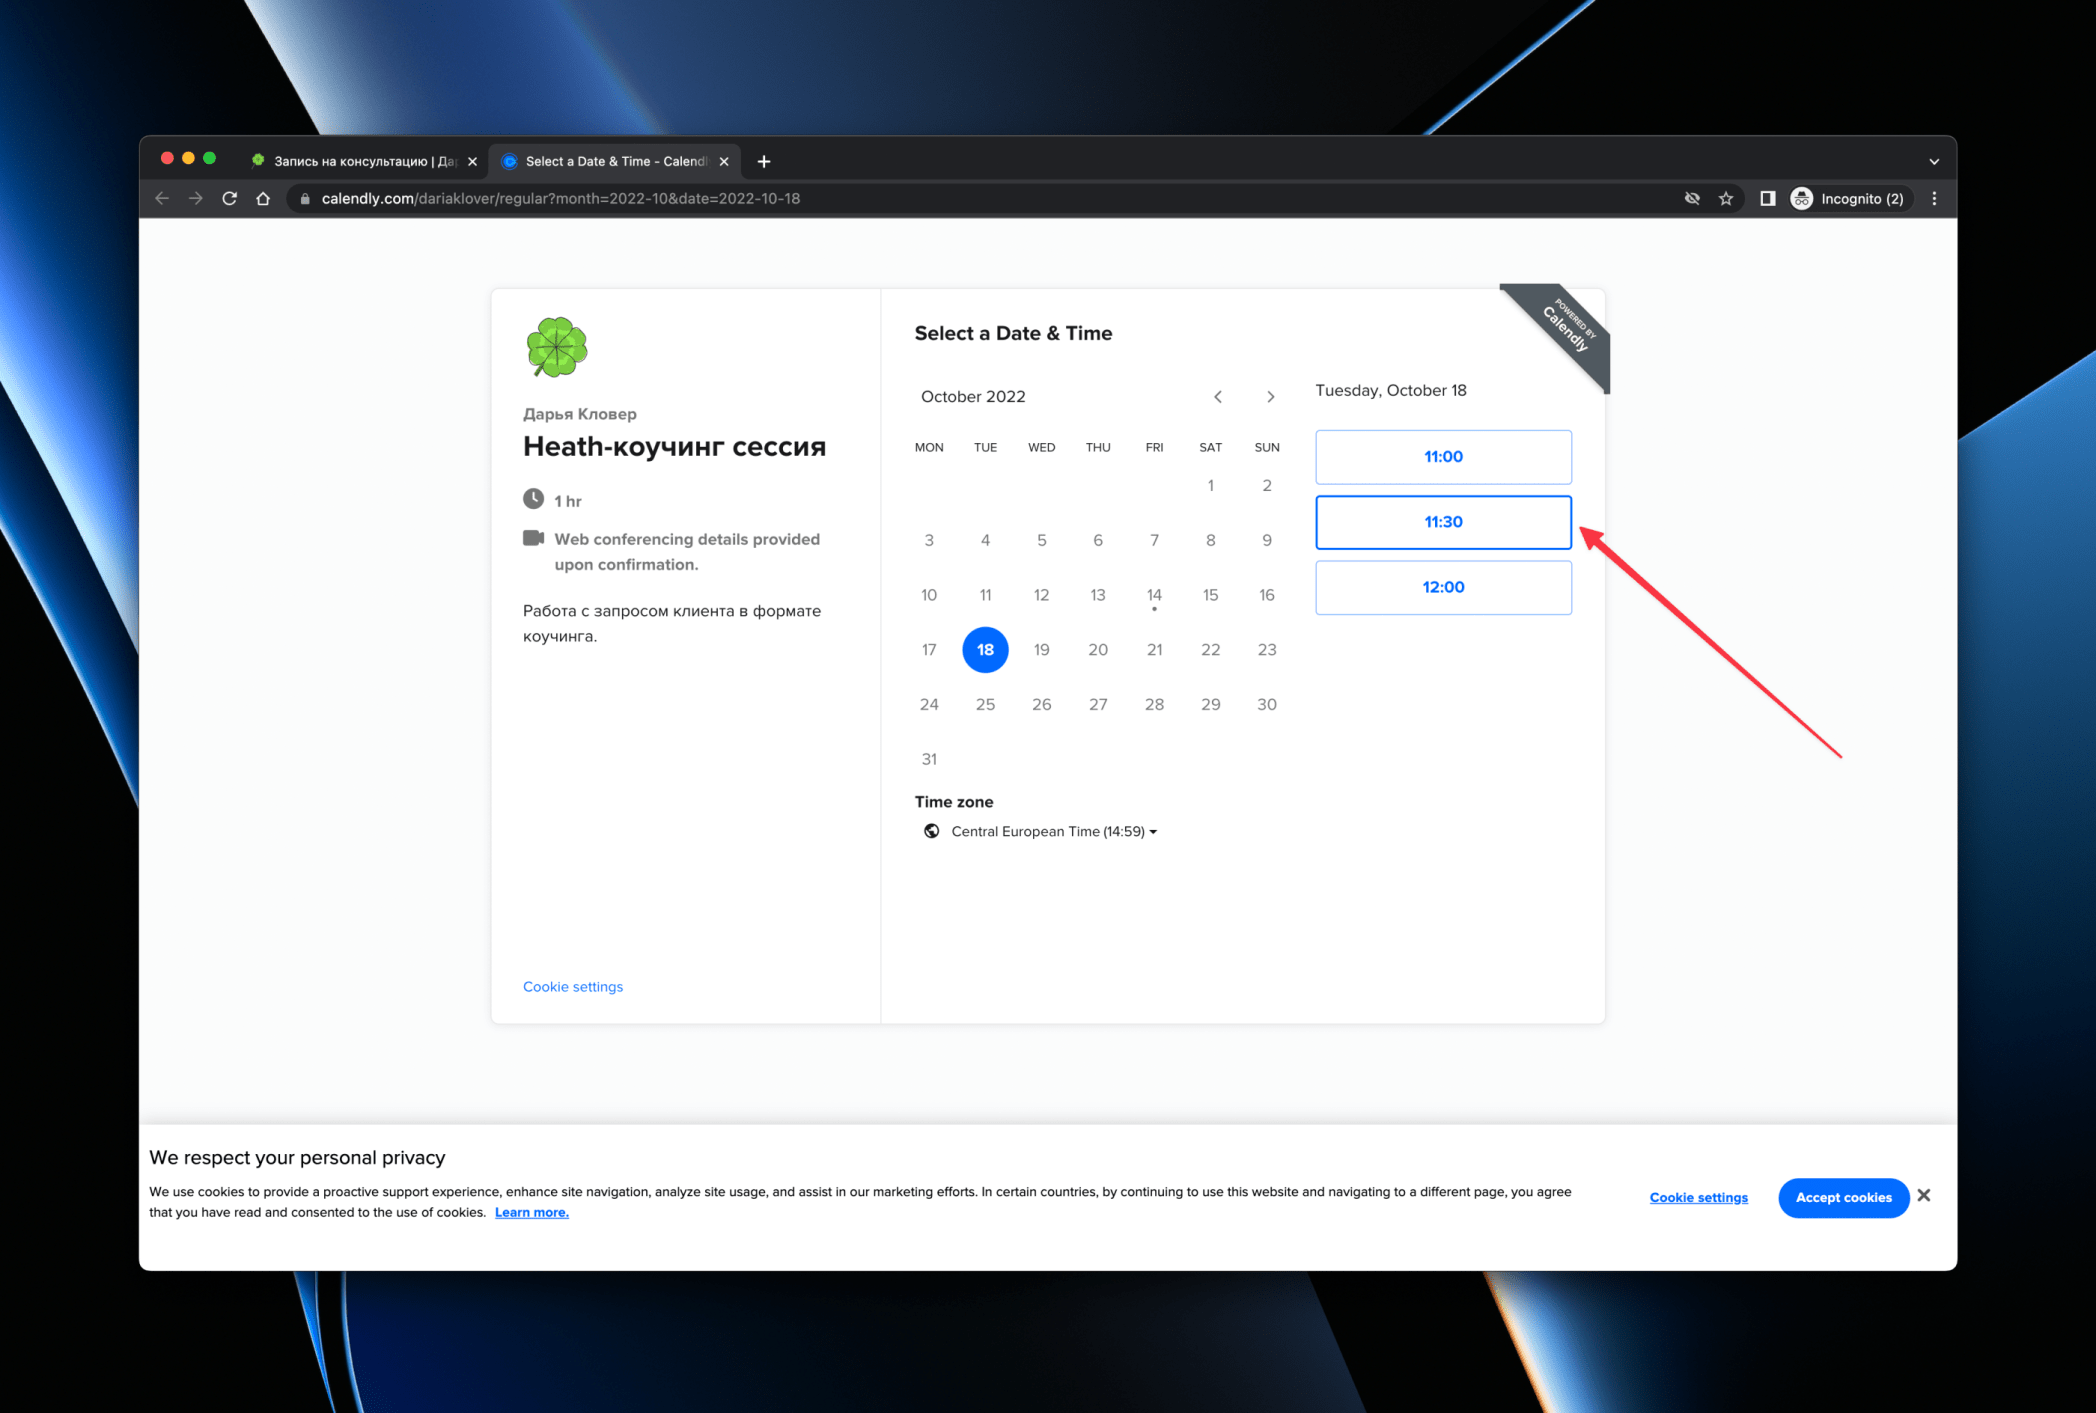 Запись на консультацию | Да
Select a Date & Time - Calendl
calendly.com/dariaklover/regular?month=2022-10&date=2022-10-18
Incognito (2)
POWERED BY
Calendly
Дарья Кловер
Heath-коучинг сессия
1 hr
Web conferencing details provided
upon confirmation.
Работа с запросом клиента в формате
коучинга.
Cookie settings
Select a Date & Time
October 2022
MON TUE WED THU FRI SAT SUN
1 2
3 4 5 6 7 8 9
10 11 12 13 14 15 16
17 18 19 20 21 22 23
24 25 26 27 28 29 30
31
Time zone
Central European Time (14:59)
Tuesday, October 18
11:00
11:30
12:00
We respect your personal privacy
We use cookies to provide a proactive support experience, enhance site navigation, analyze site usage, and assist in our marketing efforts. In certain countries, by continuing to use this website and navigating to a different page, you agree
that you have read and consented to the use of cookies. Learn more.
Cookie settings
Accept cookies